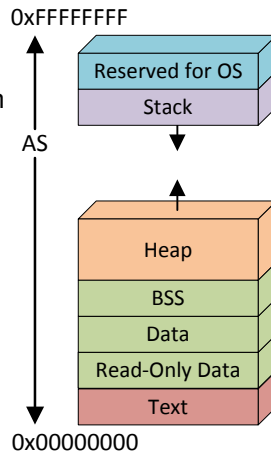 0xFFFFFFFF
Reserved for OS
Stack
AS
Heap
BSS
Data
Read-Only Data
Text
0x00000000